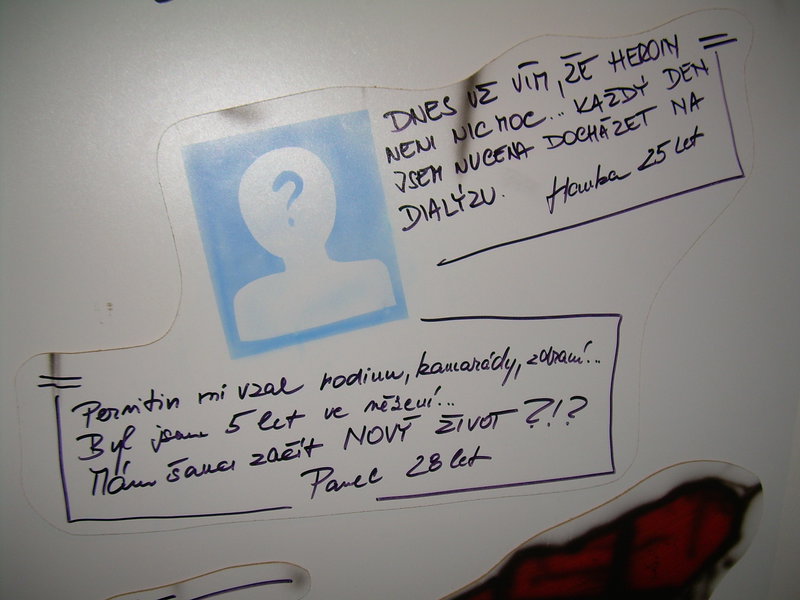 DNES UŽ VÍM, ŽE HEROIN
NENÍ NIC MOC... KAŽDÝ DEN
JSEM NUCENA DOCHÁZET NA
DIALÝZU.
Hanka 25 let
?
Pervitin mi vzal rodinu, kamarády, zdraví...
Byl jsem 5 let ve vězení...
Mám šanci začít NOVÝ ŽIVOT ?!?
Pavel 28 let